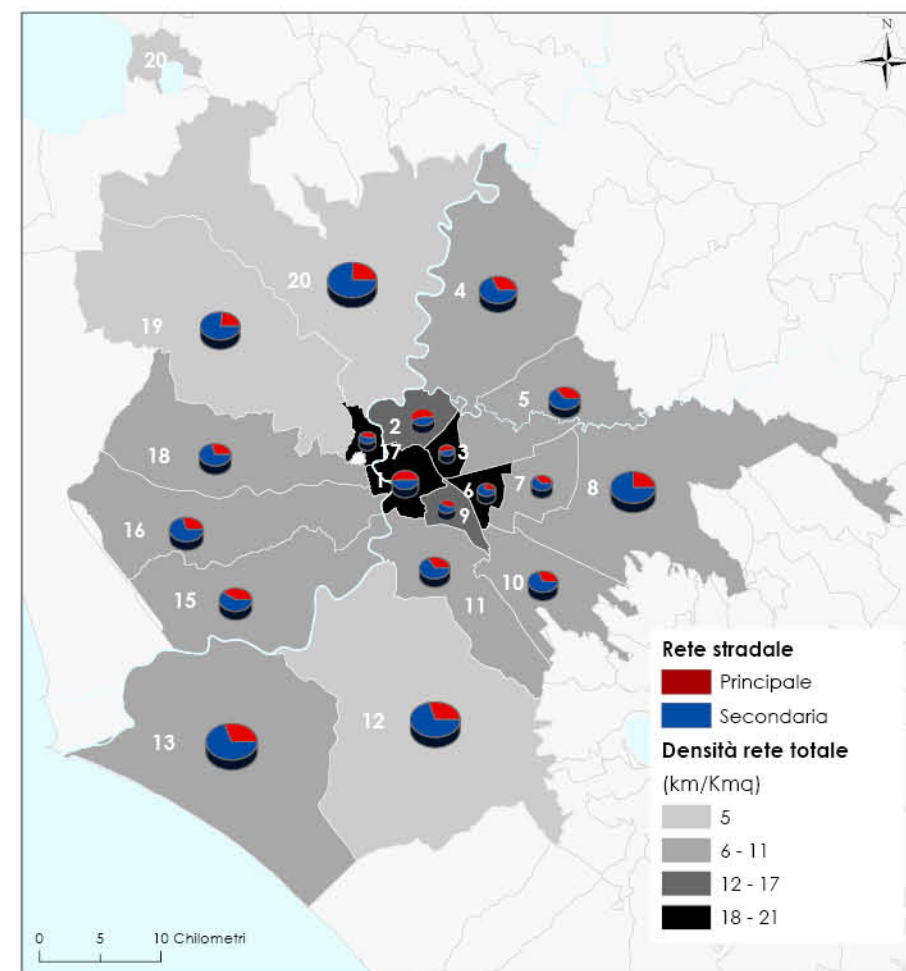 N
20
20
4
19
5
2
18
17
3
1
6
7
8
9
16
10
15
11
12
13
Rete stradale
Principale
Secondaria
Densità rete totale
(km/Kmq)
5
6 - 11
12 - 17
18 - 21
0 5 10 Chilometri